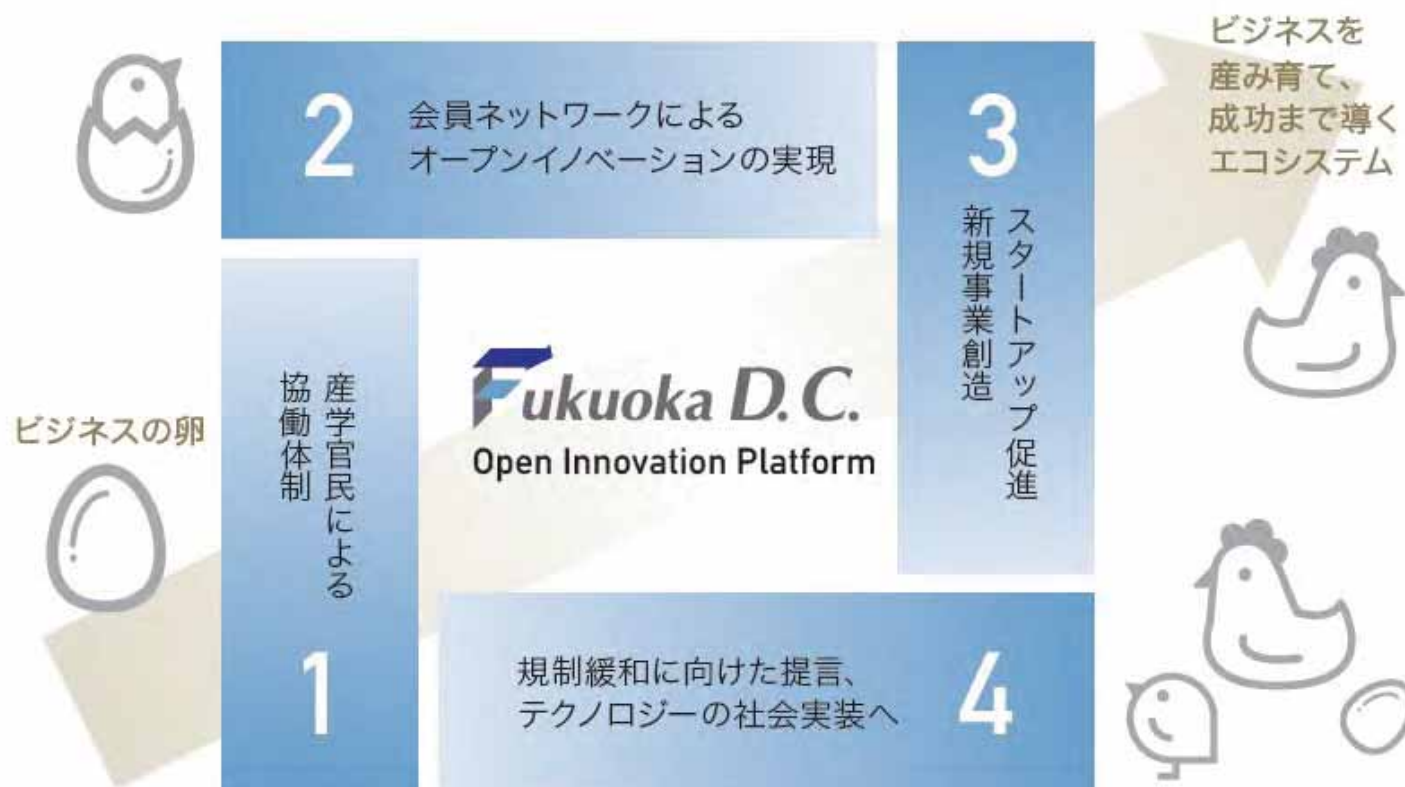 ビジネスの卵
1
産学官民による
協働体制
2
会員ネットワークによる
オープンイノベーションの実現
3
スタートアップ促進
新規事業創造
4
規制緩和に向けた提言、
テクノロジーの社会実装へ
Fukuoka D.C.
Open Innovation Platform
ビジネスを
産み育て、
成功まで導く
エコシステム